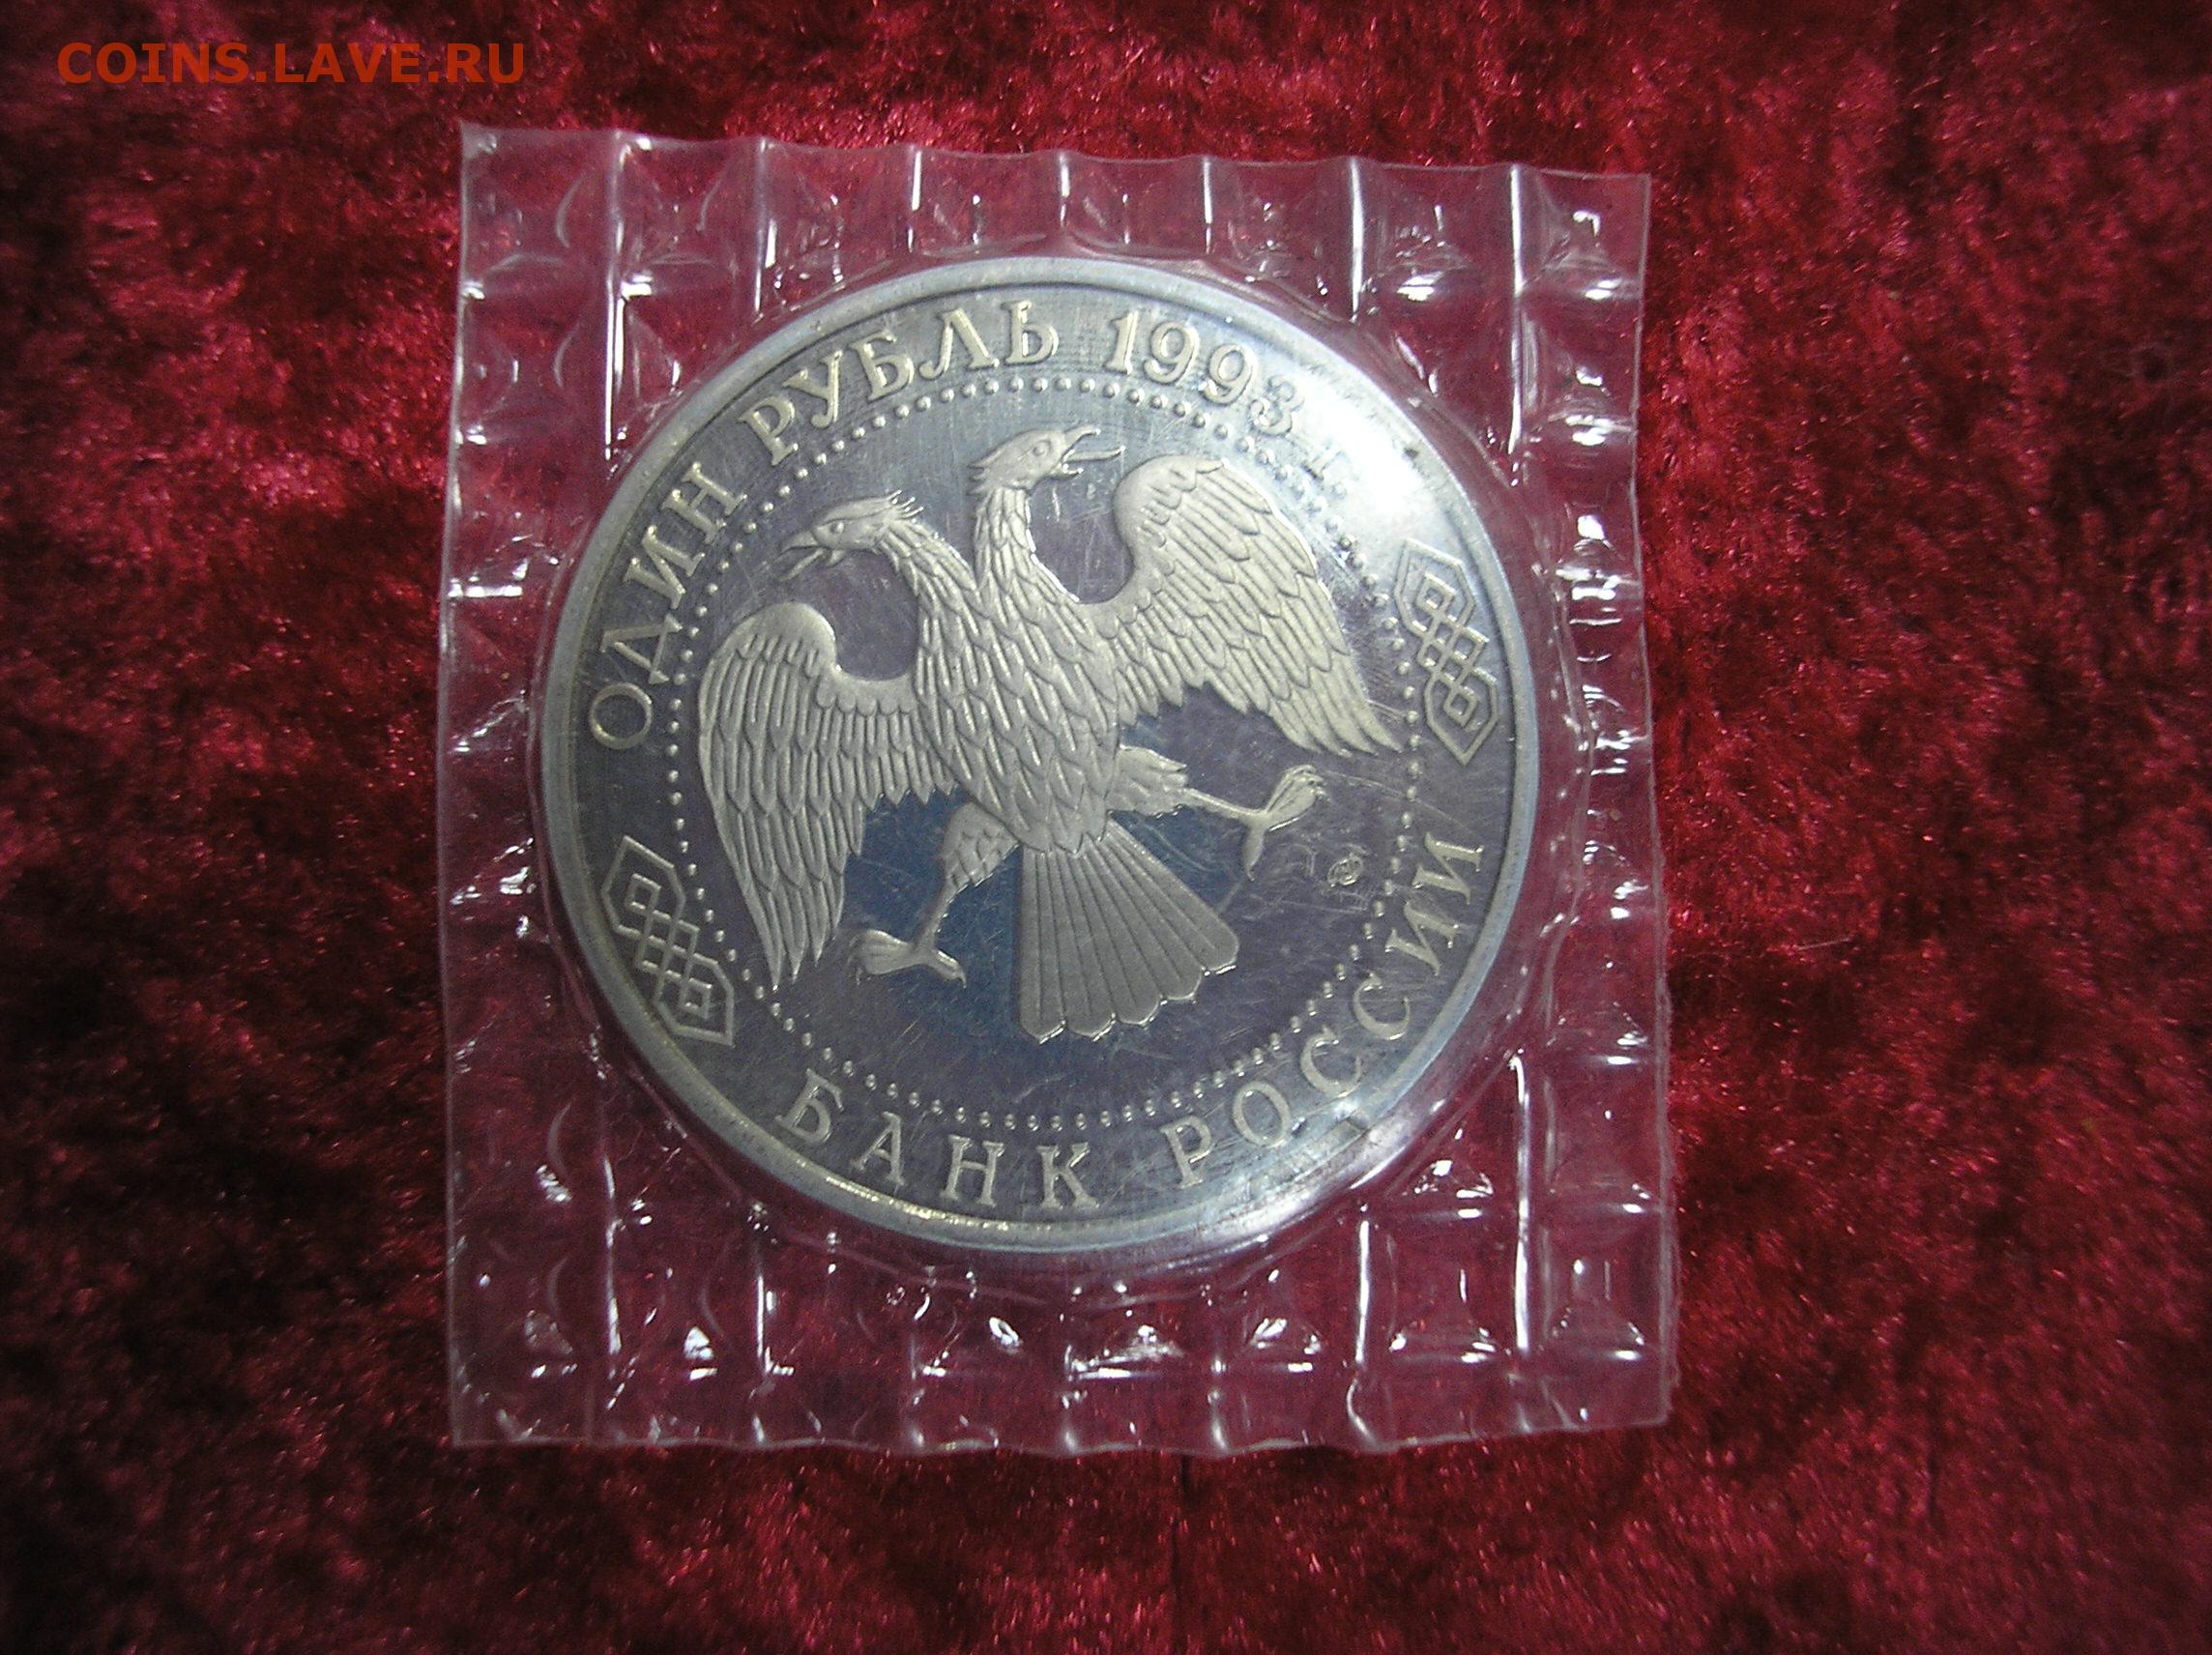 COINS.LAVE.RU
ОДИН РУБЛЬ 1993 г.
БАНК РОССИИ